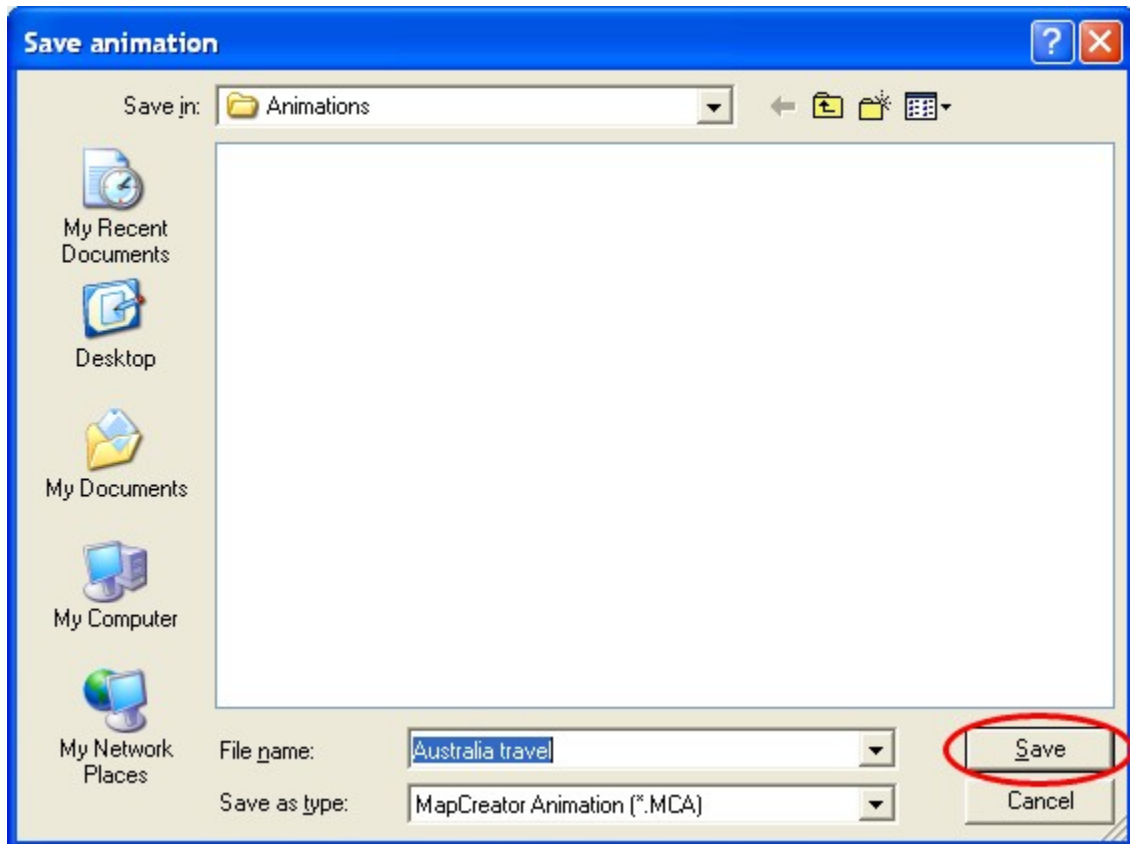 Save animation
Save in: Animations
My Recent
Documents
Desktop
My Documents
My Computer
My Network
Places
File name: Australia travel
Save
Save as type: MapCreator Animation (*.MCA)
Cancel